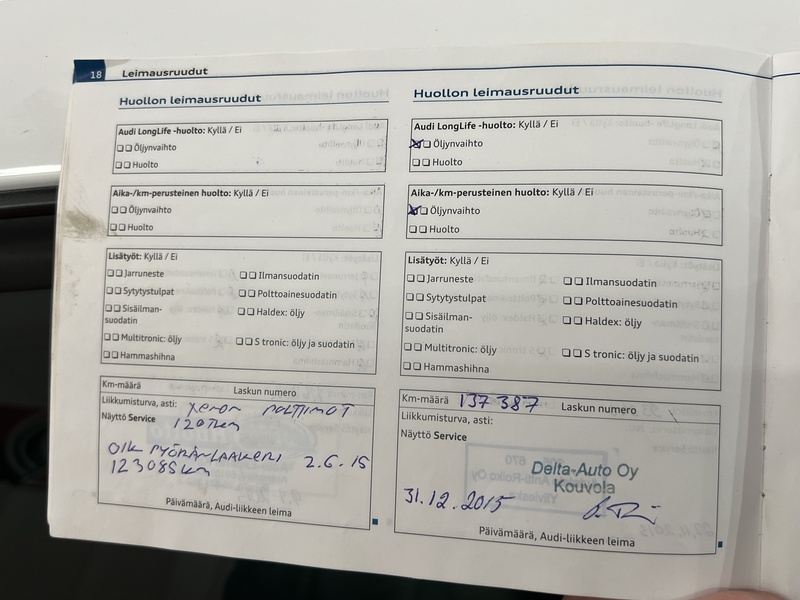 18 Leimausruudut
Huollon leimausruudut
Audi LongLife -huolto: Kyllä / Ei
Öljynvaihto
Huolto
Aika-/km-perusteinen huolto: Kyllä / Ei
Öljynvaihto
Huolto
Lisätyöt: Kyllä / Ei
Jarruneste
Ilmansuodatin
Sytytystulpat
Polttoainesuodatin
Sisäilman-
suodatin
Haldex: öljy
Multitronic: öljy
S tronic: öljy ja suodatin
Hammashihna
Km-määrä
Laskun numero
Liikkumisturva, asti: Xenon POLTTIMOT
Näyttö Service 120Tkm
OIK PYÖRÄNLAAKERI 2.6.15
123085km
Päivämäärä, Audi-liikkeen leima
Huollon leimausruudut
Audi LongLife -huolto: Kyllä / Ei
Öljynvaihto
Huolto
Aika-/km-perusteinen huolto: Kyllä / Ei
Öljynvaihto
Huolto
Lisätyöt: Kyllä / Ei
Jarruneste
Ilmansuodatin
Sytytystulpat
Polttoainesuodatin
Sisäilman-
suodatin
Haldex: öljy
Multitronic: öljy
S tronic: öljy ja suodatin
Hammashihna
Km-määrä 137 387
Laskun numero
Liikkumisturva, asti:
Näyttö Service
Delta-Auto Oy
Kouvola
31.12.2015
Päivämäärä, Audi-liikkeen leima